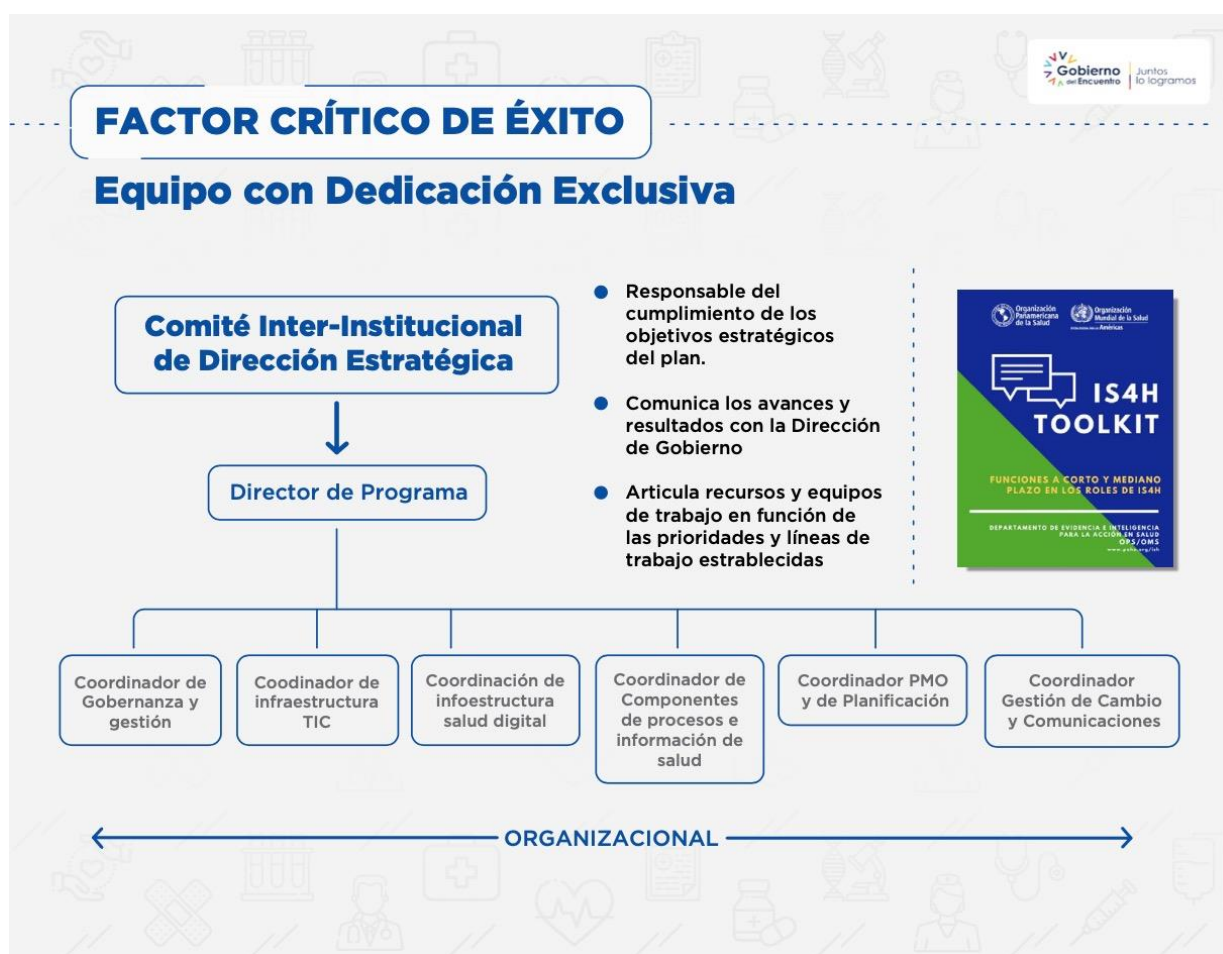 Gobierno
del Encuentro
Juntos
lo logramos
FACTOR CRÍTICO DE ÉXITO
Equipo con Dedicación Exclusiva
Comité Inter-Institucional
de Dirección Estratégica
Director de Programa
Responsable del
cumplimiento de los
objetivos estratégicos
del plan.
Comunica los avances y
resultados con la Dirección
de Gobierno
Articula recursos y equipos
de trabajo en función de
las prioridades y líneas de
trabajo establecidas
Organización
Panamericana
de la Salud
Organización
Mundial de la Salud
Américas
IS4H
TOOLKIT
FUNCIONES A CORTO Y MEDIANO
PLAZO EN LOS ROLES DE IS4H
DEPARTAMENTO DE EVIDENCIA E INTELIGENCIA
PARA LA ACCIÓN EN SALUD
OPS/OMS
www.paho.org/ish
Coordinador de
Gobernanza y
gestión
Coodinador de
infraestructura
TIC
Coordinación de
infoestructura
salud digital
Coordinador de
Componentes
de procesos e
información de
salud
Coordinador PMO
y de Planificación
Coordinador
Gestión de Cambio
y Comunicaciones
ORGANIZACIONAL